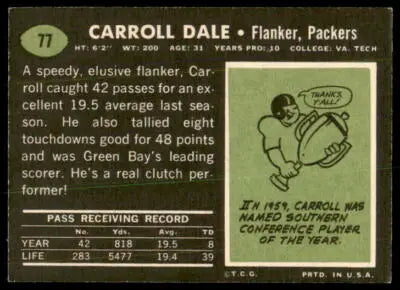 77
CARROLL DALE • Flanker, Packers
HT: 6'2" WT: 200 AGE: 31 YEARS PRO: 10 COLLEGE: VA. TECH
A speedy, elusive flanker, Car-
roll caught 42 passes for an ex-
cellent 19.5 average last sea-
son. He also tallied eight
touchdowns good for 48 points
and was Green Bay's leading
scorer. He's a real clutch per-
former!
PASS RECEIVING RECORD
No. Yds. Avg. TD
YEAR 42 818 19.5 8
LIFE 283 5477 19.4 39
THANKS, Y'ALL!
IN 1959, CARROLL WAS
NAMED SOUTHERN
CONFERENCE PLAYER
OF THE YEAR.
©T.C.G. PRTD. IN U.S.A.